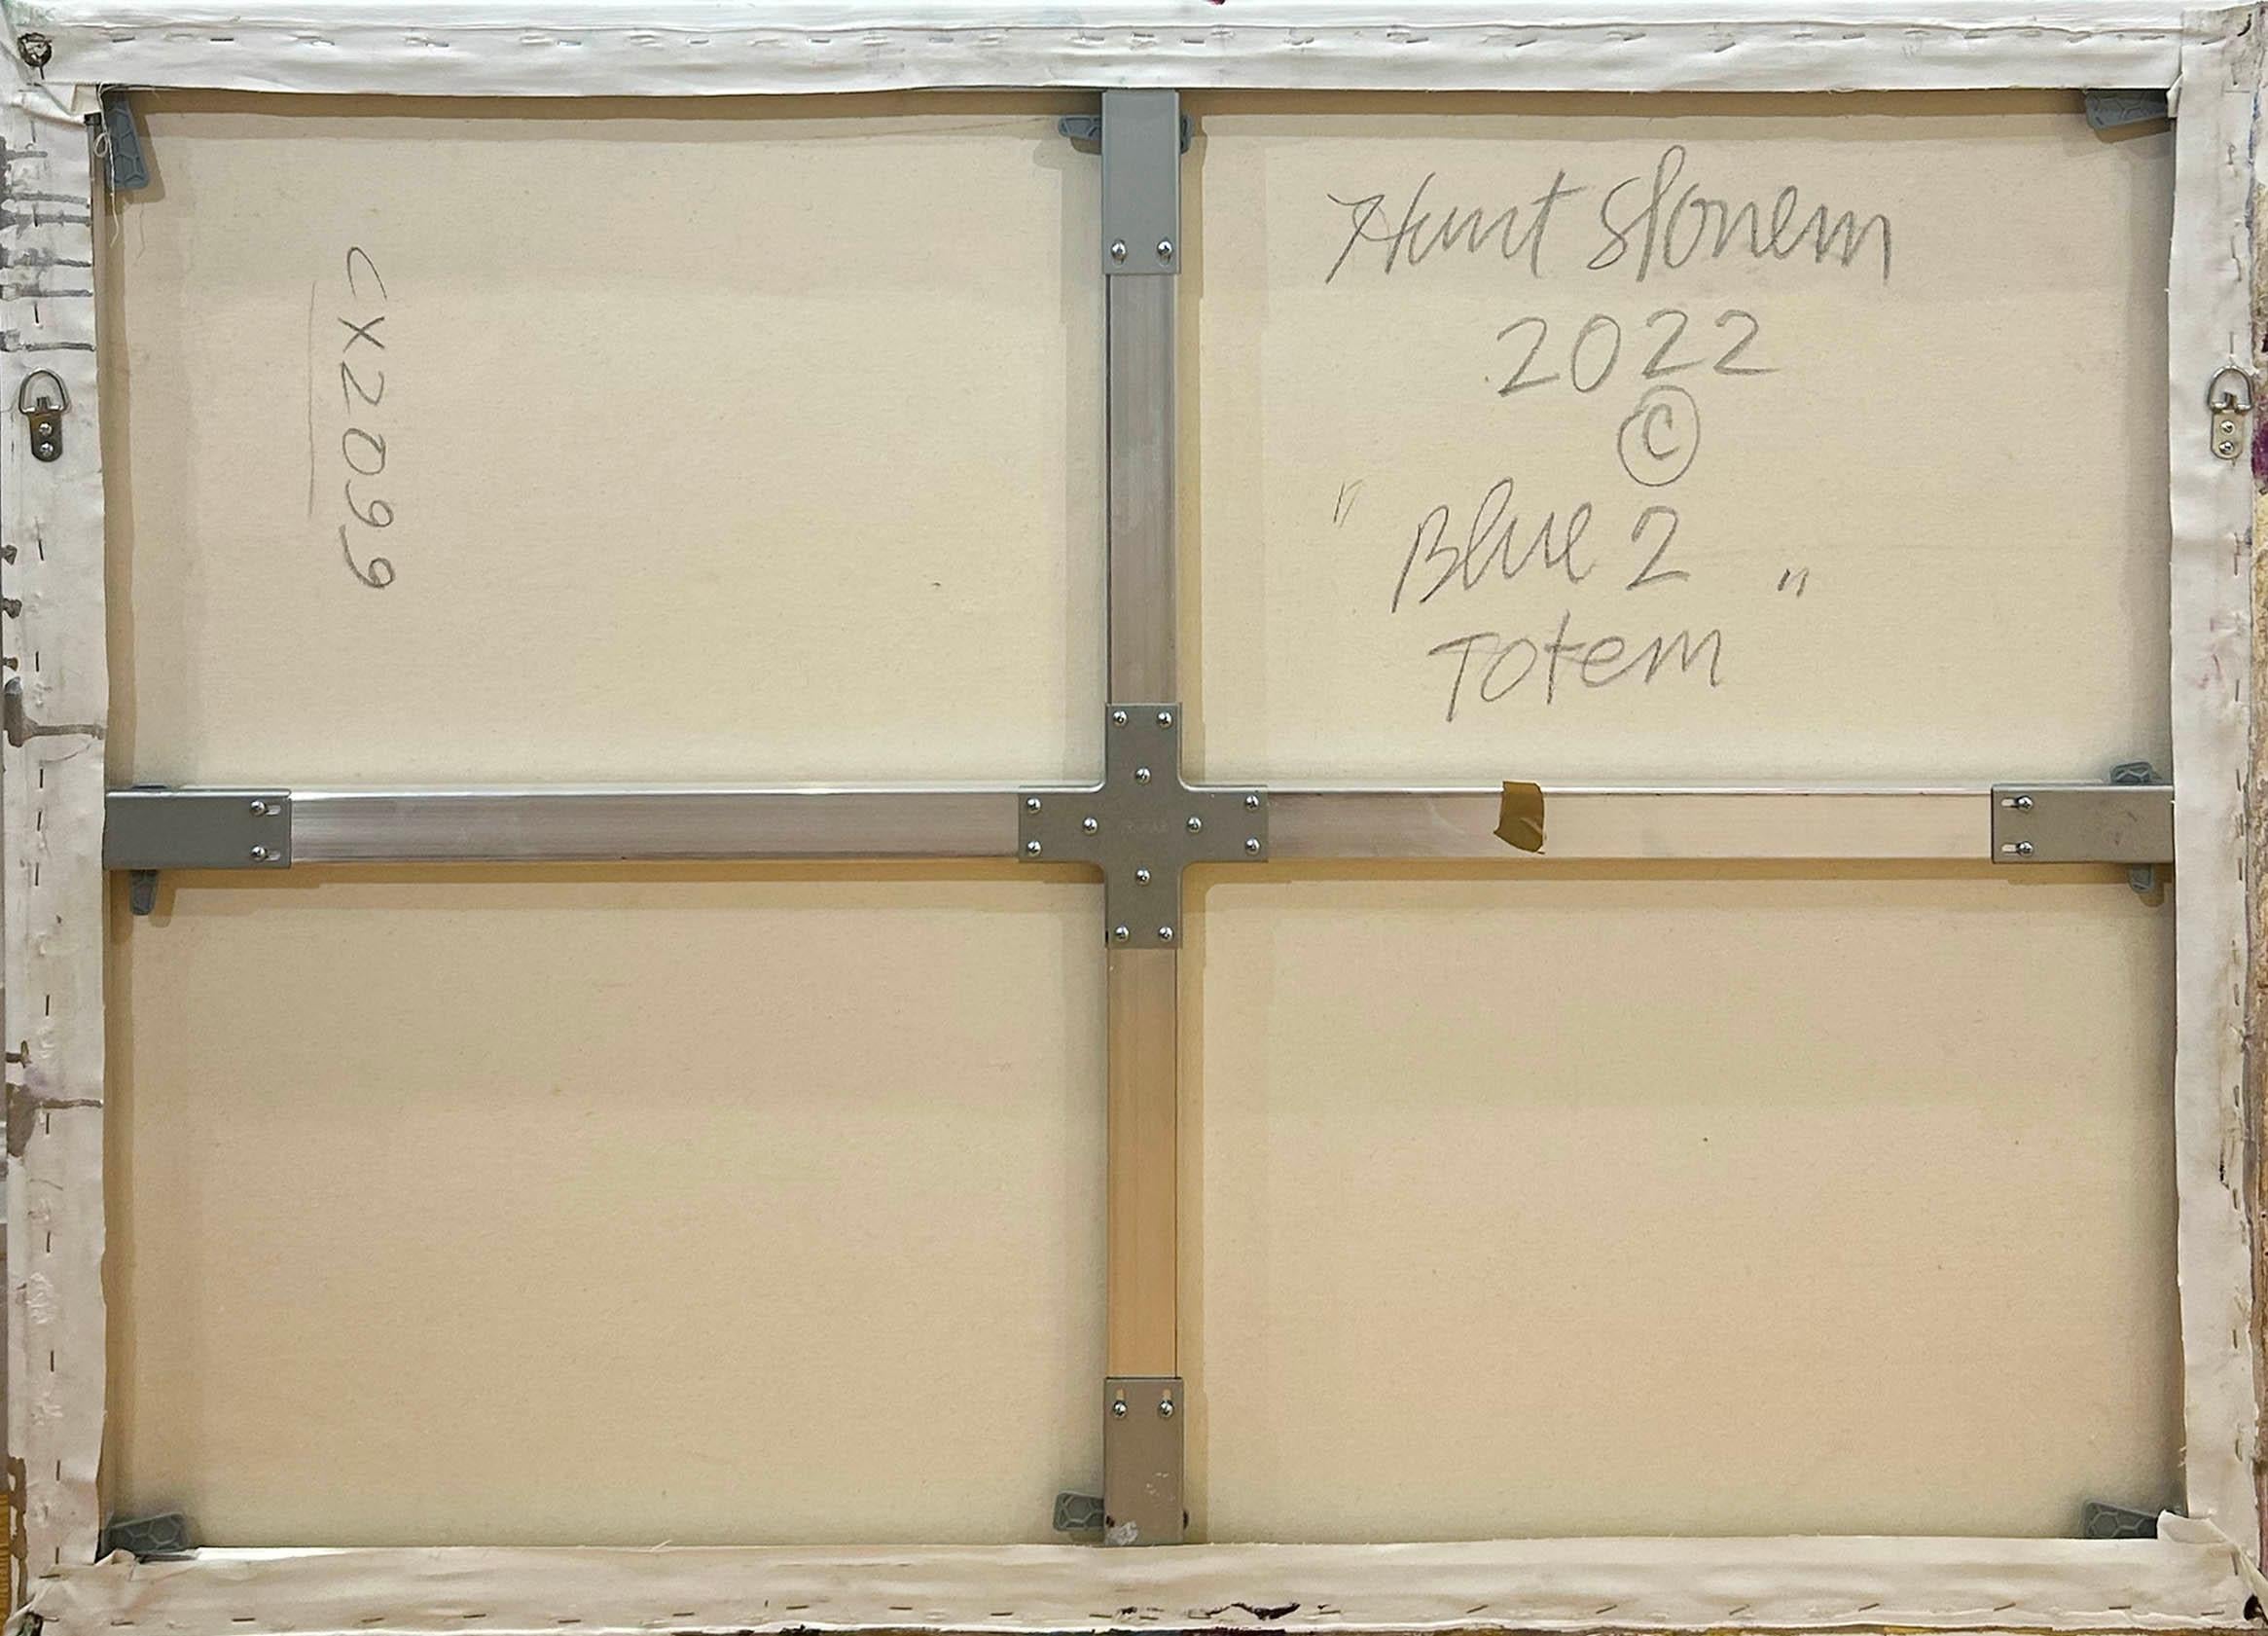 Hunt Slonem
2022
©
"Blue 2"
Totem
CX2099